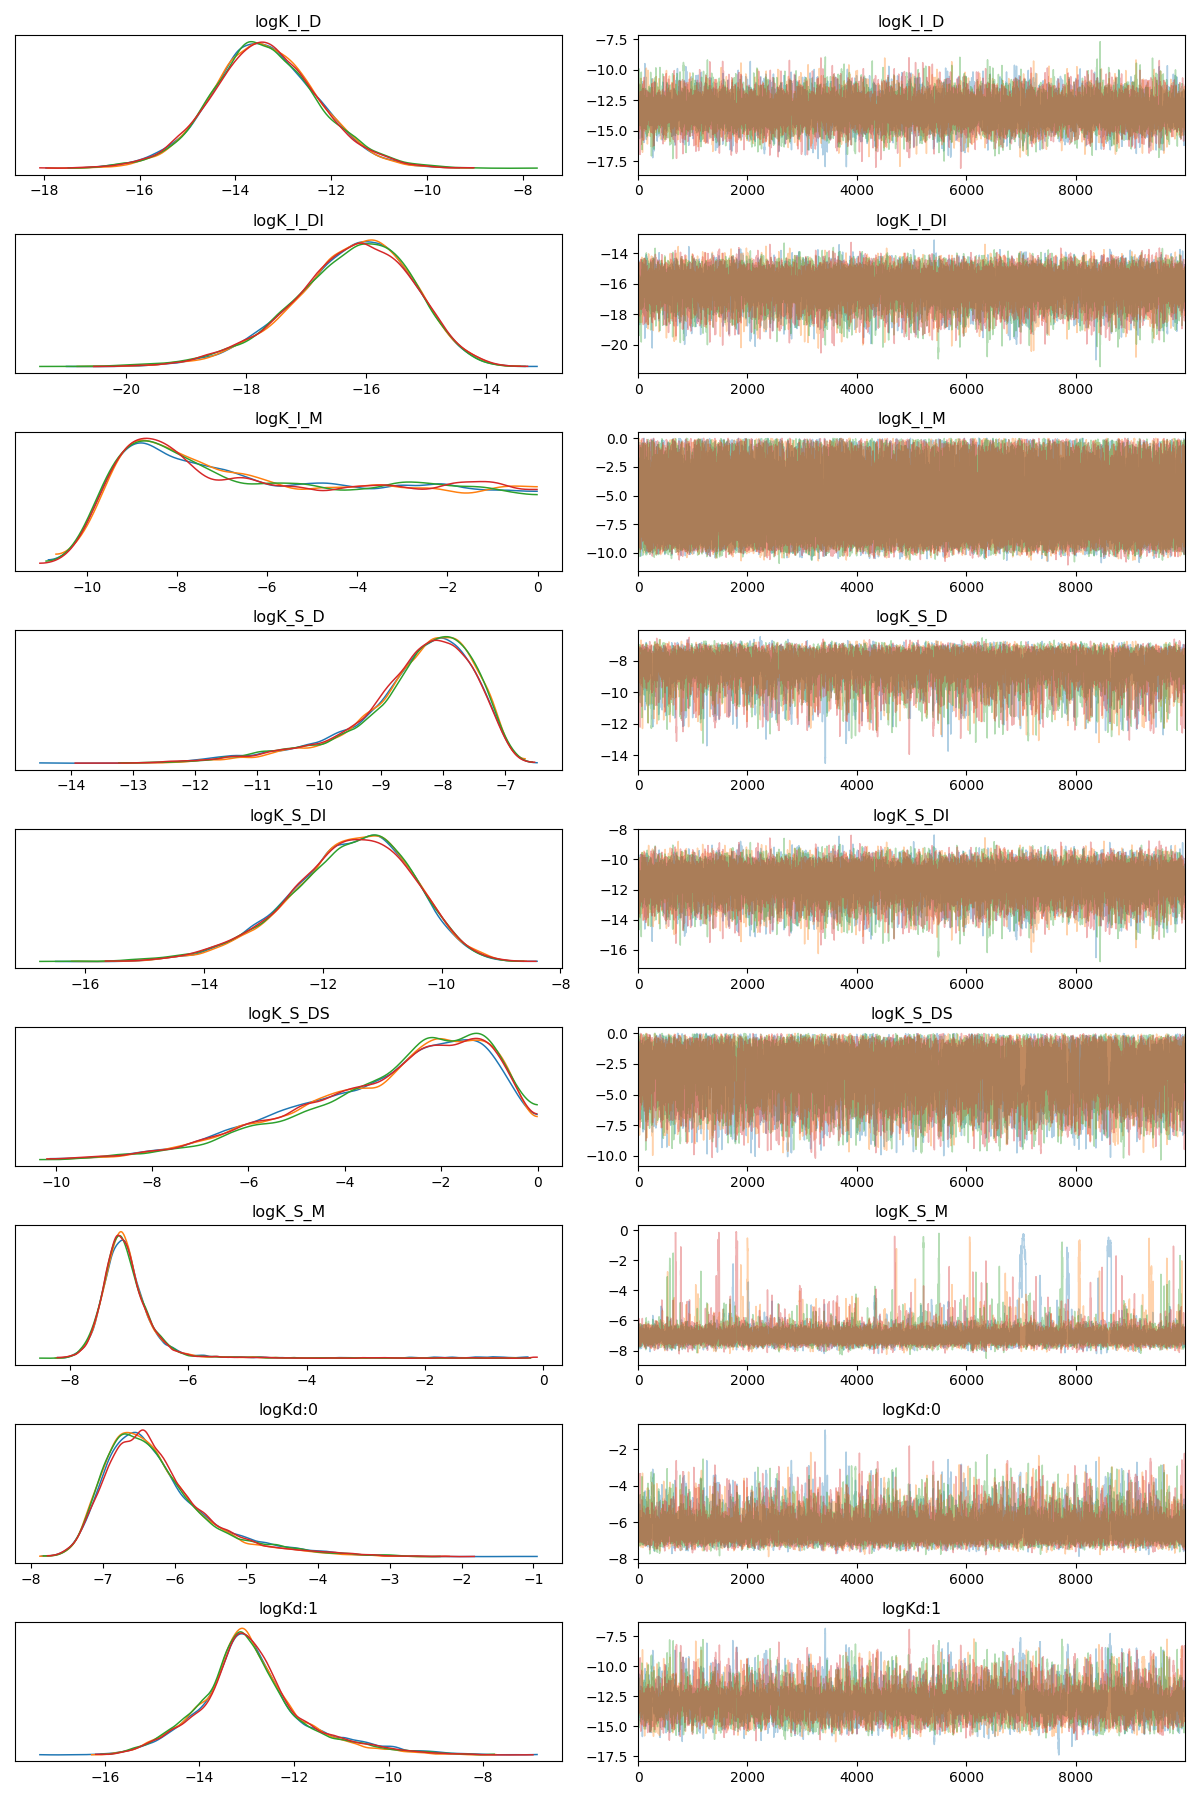 logK_I_D logK_I_D
−7.5
−10.0
−12.5
−15.0
−17.5
−18 −16 −14 −12 −10 −8 0 2000 4000 6000 8000
logK_I_DI logK_I_DI
−14
−16
−18
−20
−20 −18 −16 −14 0 2000 4000 6000 8000
logK_I_M logK_I_M
0.0
−2.5
−5.0
−7.5
−10.0
−10 −8 −6 −4 −2 0 0 2000 4000 6000 8000
logK_S_D logK_S_D
−8
−10
−12
−14
−14 −13 −12 −11 −10 −9 −8 −7 0 2000 4000 6000 8000
logK_S_DI logK_S_DI
−8
−10
−12
−14
−16
−16 −14 −12 −10 −8 0 2000 4000 6000 8000
logK_S_DS logK_S_DS
0.0
−2.5
−5.0
−7.5
−10.0
−10 −8 −6 −4 −2 0 0 2000 4000 6000 8000
logK_S_M logK_S_M
0
−2
−4
−6
−8
−8 −6 −4 −2 0 0 2000 4000 6000 8000
logKd:0 logKd:0
−2
−4
−6
−8
−8 −7 −6 −5 −4 −3 −2 −1 0 2000 4000 6000 8000
logKd:1 logKd:1
−7.5
−10.0
−12.5
−15.0
−17.5
−16 −14 −12 −10 −8 0 2000 4000 6000 8000